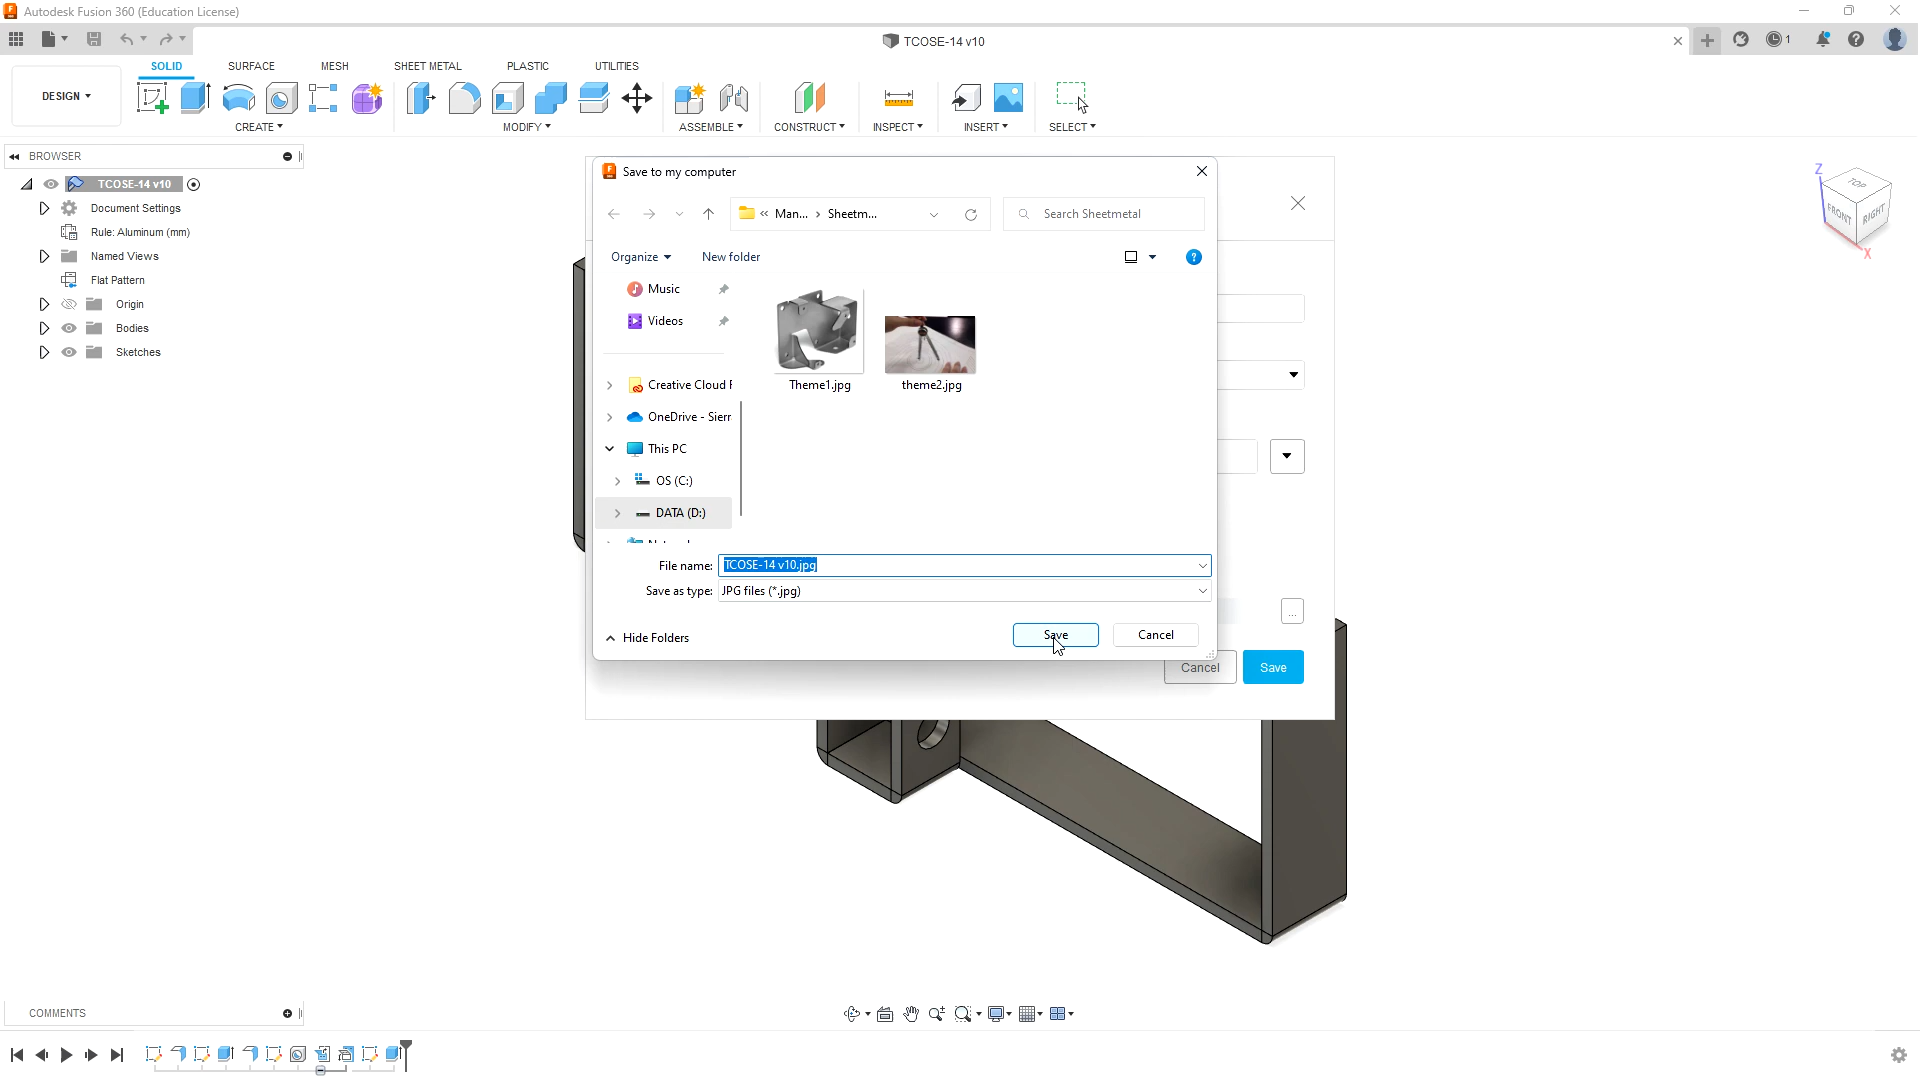 Autodesk Fusion 360 (Education License)
TCOSE-14 v10
1
DESIGN
SOLID
SURFACE
MESH
SHEET METAL
PLASTIC
UTILITIES
CREATE
MODIFY
ASSEMBLE
CONSTRUCT
INSPECT
INSERT
SELECT
BROWSER
TCOSE-14 v10
Document Settings
Rule: Aluminum (mm)
Named Views
Flat Pattern
Origin
Bodies
Sketches
Save to my computer
« Man... › Sheetm...
Search Sheetmetal
Organize
New folder
Music
Videos
Creative Cloud F
OneDrive - Sierr
This PC
OS (C:)
DATA (D:)
Theme1.jpg
theme2.jpg
File name: TCOSE-14 v10.jpg
Save as type: JPG files (*.jpg)
Hide Folders
Save
Cancel
...
Cancel
Save
TOP
FRONT
RIGHT
Z
X
COMMENTS